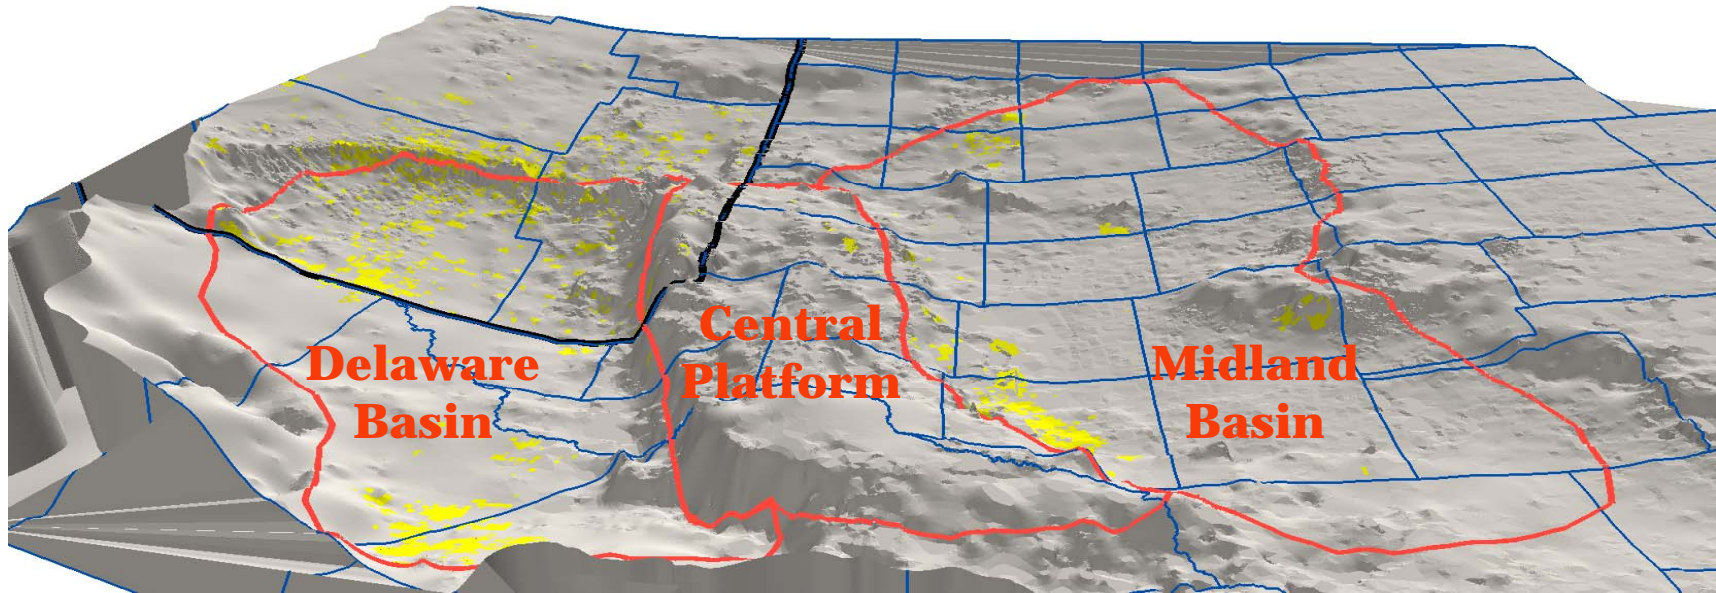 Delaware
Basin
Central
Platform
Midland
Basin